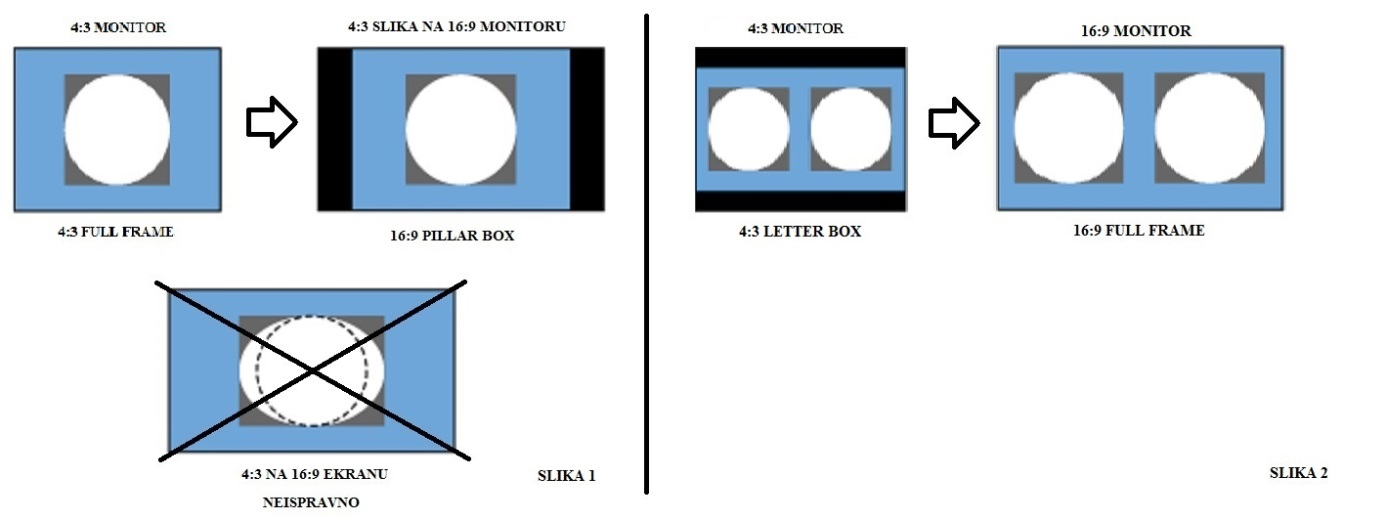 4:3 MONITOR
4:3 SLIKA NA 16:9 MONITORU
4:3 FULL FRAME
16:9 PILLAR BOX
4:3 NA 16:9 EKRANU
NEISPRAVNO
SLIKA 1
4:3 MONITOR
16:9 MONITOR
4:3 LETTER BOX
16:9 FULL FRAME
SLIKA 2